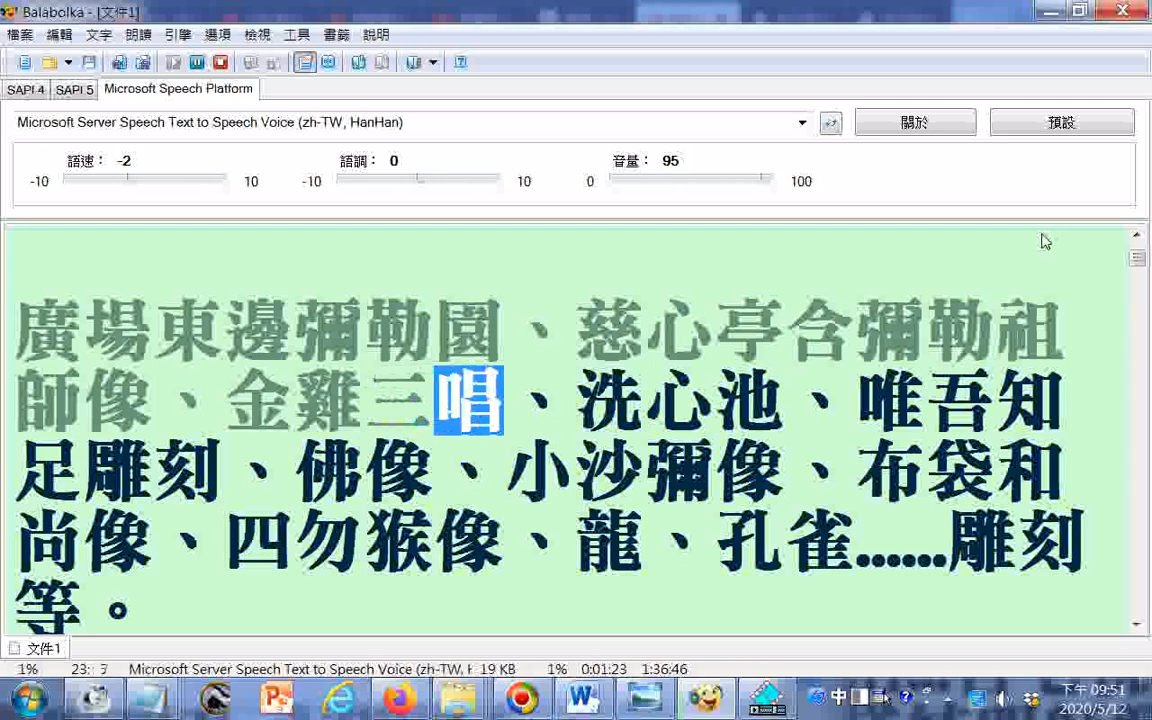 Balabolka - [文件1]
檔案 編輯 文字 朗讀 引擎 選項 檢視 工具 書籤 說明
SAPI 4 SAPI 5 Microsoft Speech Platform
Microsoft Server Speech Text to Speech Voice (zh-TW, HanHan) 關於 預設
語速： -2 語調： 0 音量： 95
-10 10 -10 10 0 100
廣場東邊彌勒園、慈心亭含彌勒祖
師像、金雞三唱、洗心池、唯吾知
足雕刻、佛像、小沙彌像、布袋和
尚像、四勿猴像、龍、孔雀......雕刻
等。
文件1
1% Microsoft Server Speech Text to Speech Voice (zh-TW, 19 KB 1% 0:01:23 1:36:46
中 下午 09:51
2020/5/12